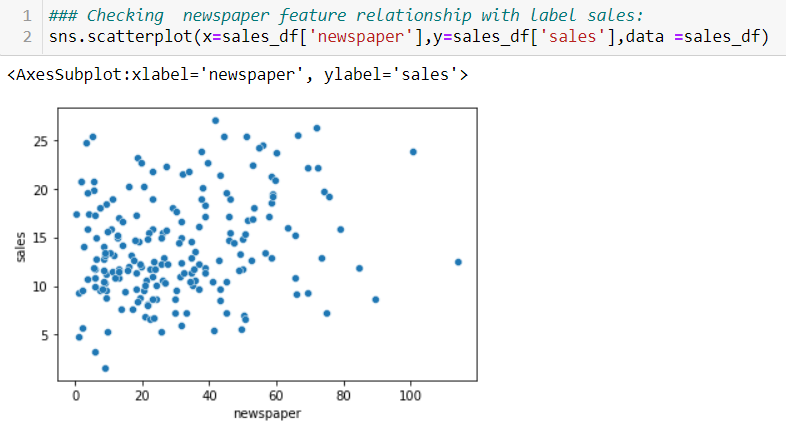 1 ### Checking  newspaper feature relationship with label sales:
2 sns.scatterplot(x=sales_df['newspaper'],y=sales_df['sales'],data =sales_df)
<AxesSubplot:xlabel='newspaper', ylabel='sales'>
25
20
15
10
5
sales
0 20 40 60 80 100
newspaper